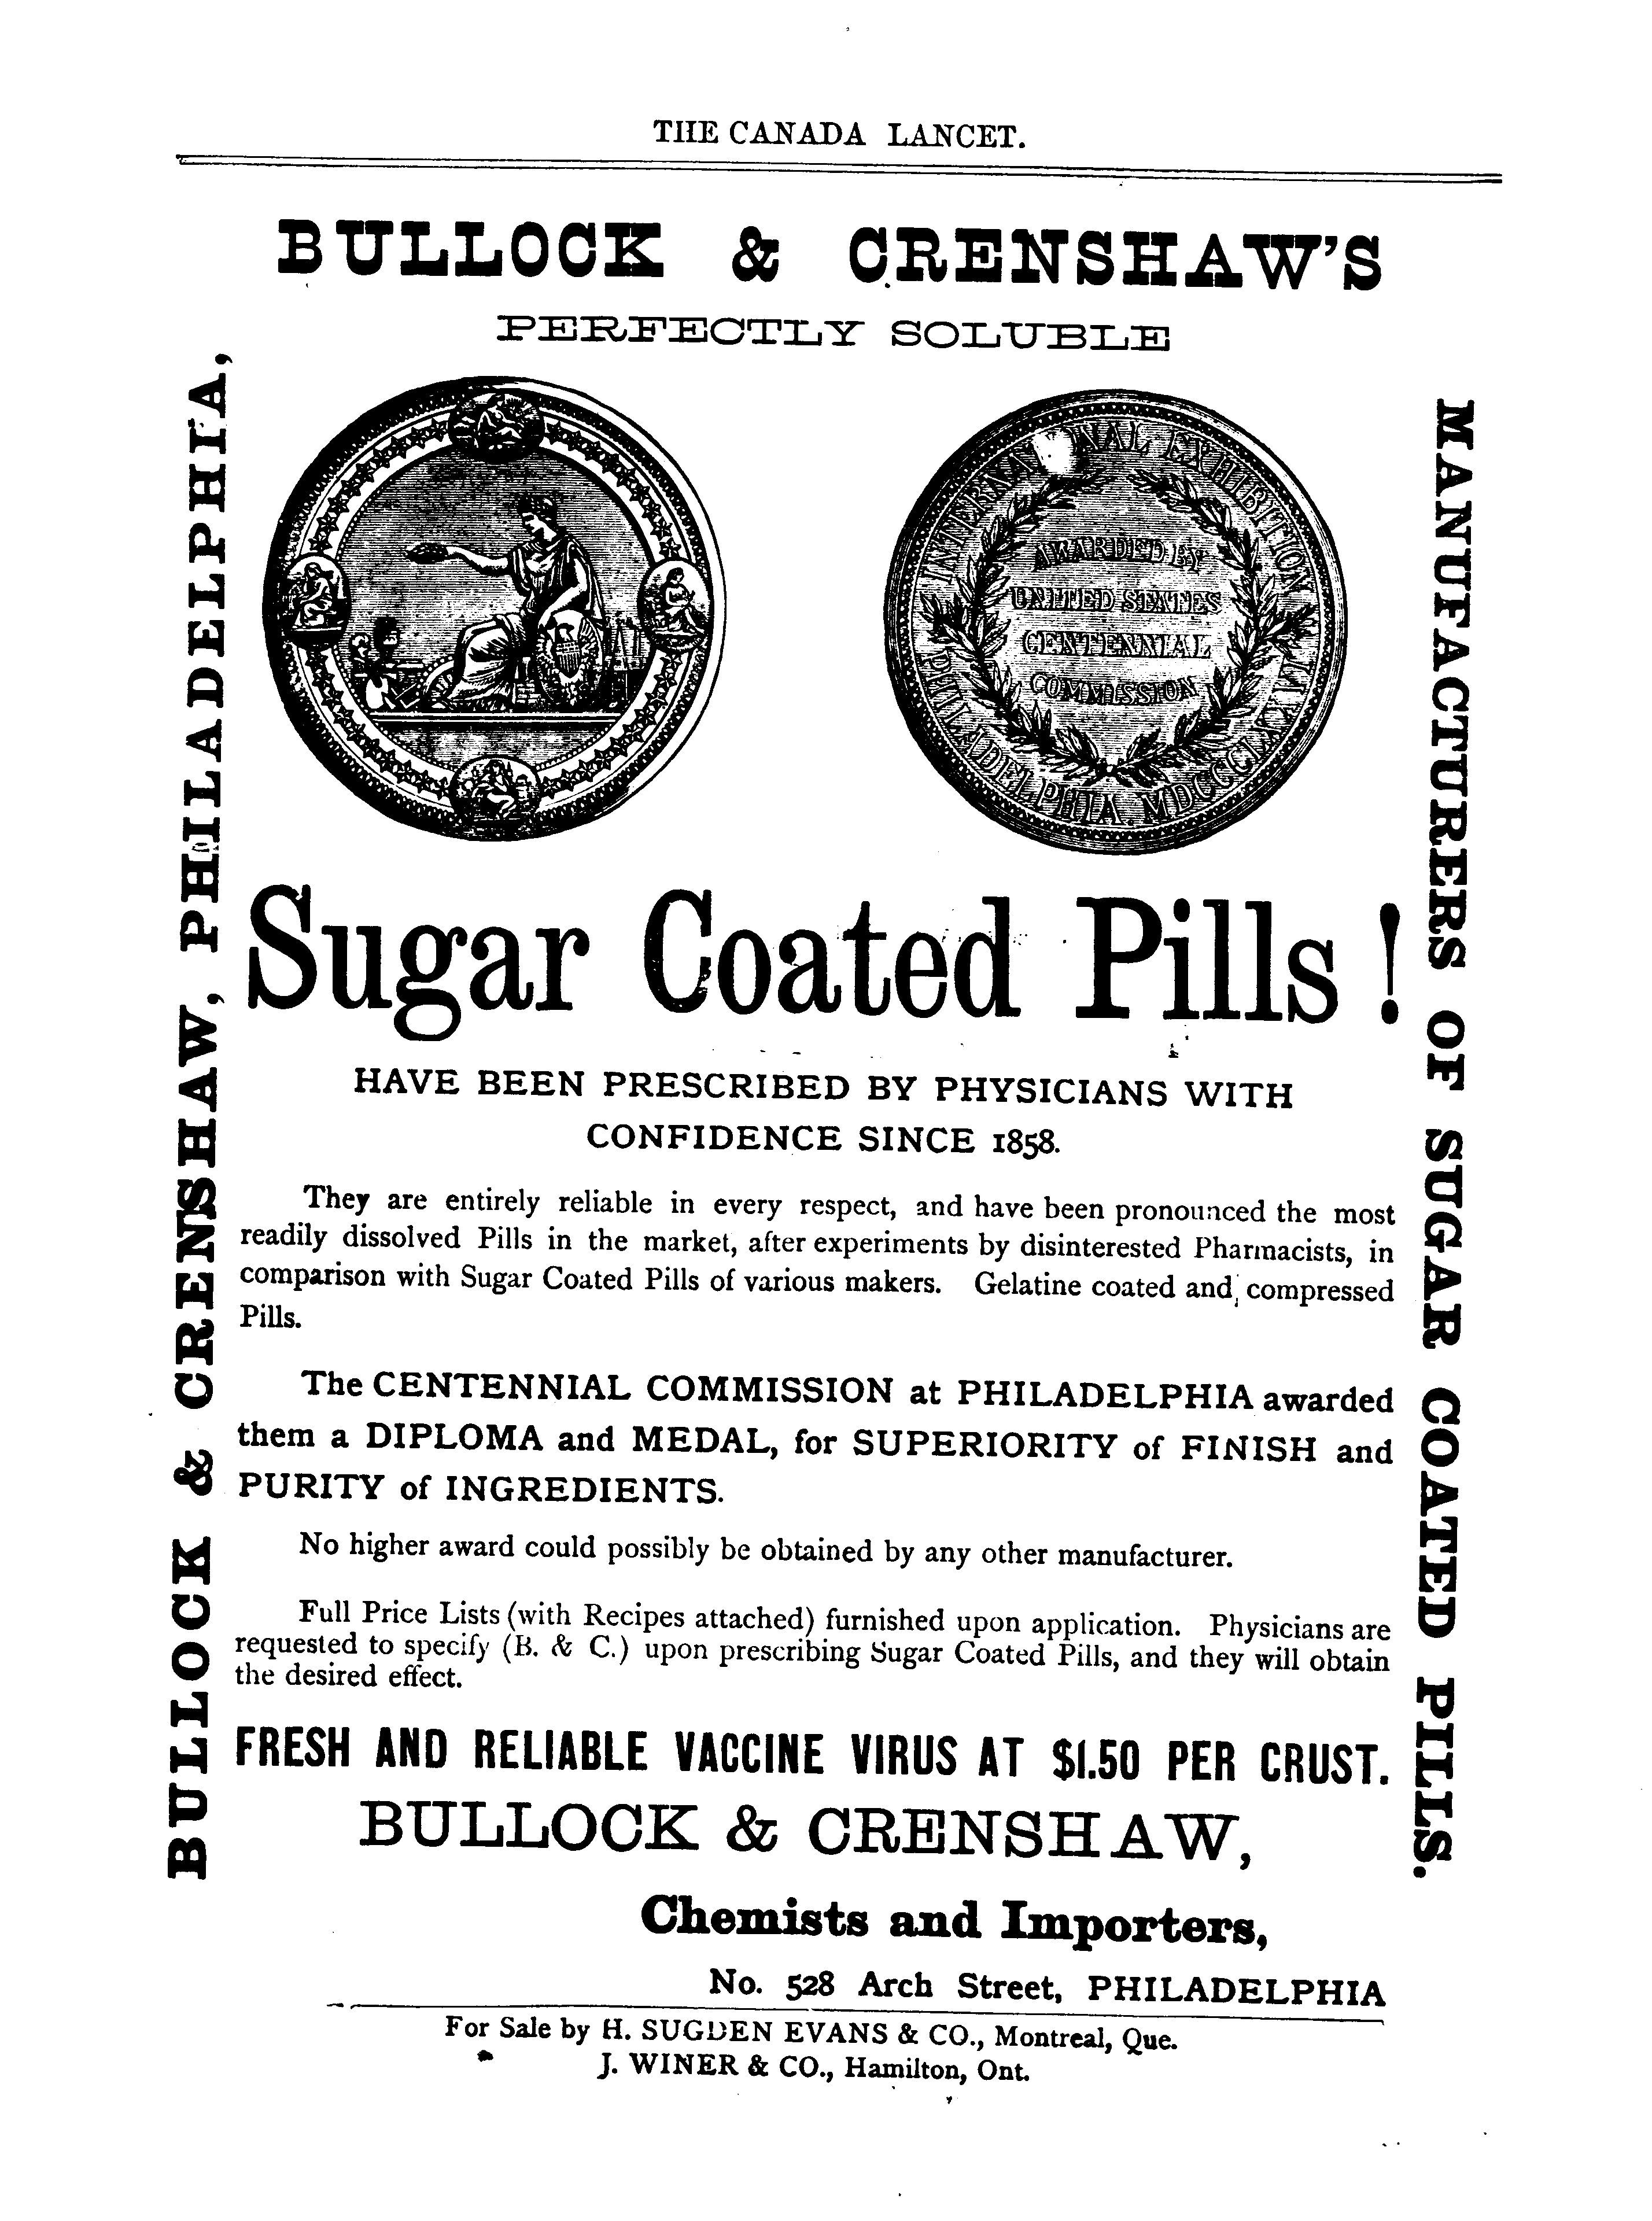 THE CANADA LANCET.
BULLOCK & CRENSHAW'S
PERFECTLY SOLUBLE
BULLOCK & CRENSHAW, PHILADELPHIA,
INTERNATIONAL EXHIBITION
PHILADELPHIA. MDCCCLXXVI
AWARDED BY
UNITED STATES
CENTENNIAL
COMMISSION
MANUFACTURERS OF SUGAR COATED PILLS.
Sugar Coated Pills !
HAVE BEEN PRESCRIBED BY PHYSICIANS WITH
CONFIDENCE SINCE 1858.
They are entirely reliable in every respect, and have been pronounced the most
readily dissolved Pills in the market, after experiments by disinterested Pharmacists, in
comparison with Sugar Coated Pills of various makers. Gelatine coated and compressed
Pills.
The CENTENNIAL COMMISSION at PHILADELPHIA awarded
them a DIPLOMA and MEDAL, for SUPERIORITY of FINISH and
PURITY of INGREDIENTS.
No higher award could possibly be obtained by any other manufacturer.
Full Price Lists (with Recipes attached) furnished upon application. Physicians are
requested to specify (B. & C.) upon prescribing Sugar Coated Pills, and they will obtain
the desired effect.
FRESH AND RELIABLE VACCINE VIRUS AT $1.50 PER CRUST.
BULLOCK & CRENSHAW,
Chemists and Importers,
No. 528 Arch Street, PHILADELPHIA
For Sale by H. SUGDEN EVANS & CO., Montreal, Que.
J. WINER & CO., Hamilton, Ont.